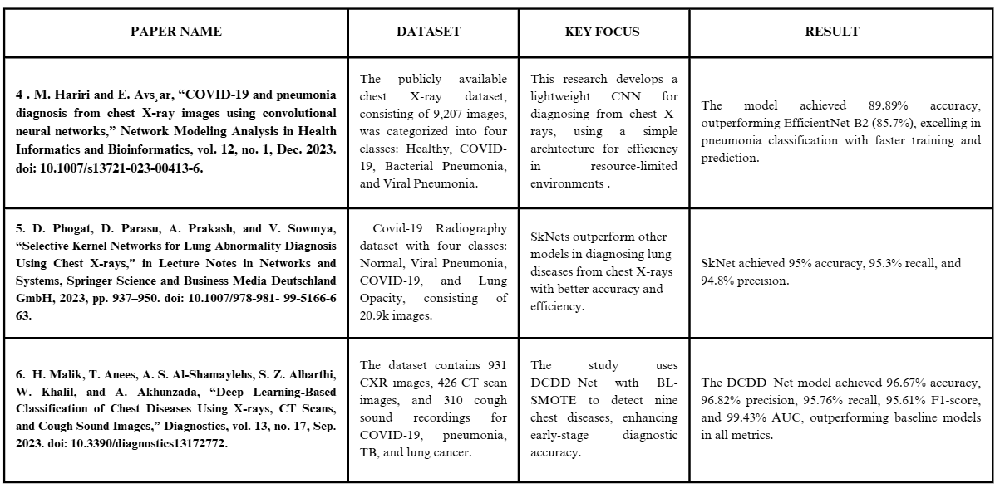 PAPER NAME
DATASET
KEY FOCUS
RESULT
4 . M. Hariri and E. Avs¸ar, “COVID-19 and pneumonia
diagnosis from chest X-ray images using convolutional
neural networks,” Network Modeling Analysis in Health
Informatics and Bioinformatics, vol. 12, no. 1, Dec. 2023.
doi: 10.1007/s13721-023-00413-6.
The publicly available
chest X-ray dataset,
consisting of 9,207 images,
was categorized into four
classes: Healthy, COVID-
19, Bacterial Pneumonia,
and Viral Pneumonia.
This research develops a
lightweight CNN for
diagnosing from chest X-
rays, using a simple
architecture for efficiency
in resource-limited
environments .
The model achieved 89.89% accuracy,
outperforming EfficientNet B2 (85.7%), excelling in
pneumonia classification with faster training and
prediction.
5. D. Phogat, D. Parasu, A. Prakash, and V. Sowmya,
“Selective Kernel Networks for Lung Abnormality Diagnosis
Using Chest X-rays,” in Lecture Notes in Networks and
Systems, Springer Science and Business Media Deutschland
GmbH, 2023, pp. 937–950. doi: 10.1007/978-981- 99-5166-6
63.
Covid-19 Radiography
dataset with four classes:
Normal, Viral Pneumonia,
COVID-19, and Lung
Opacity, consisting of
20.9k images.
SkNets outperform other
models in diagnosing lung
diseases from chest X-rays
with better accuracy and
efficiency.
SkNet achieved 95% accuracy, 95.3% recall, and
94.8% precision.
6. H. Malik, T. Anees, A. S. Al-Shamaylehs, S. Z. Alharthi,
W. Khalil, and A. Akhunzada, “Deep Learning-Based
Classification of Chest Diseases Using X-rays, CT Scans,
and Cough Sound Images,” Diagnostics, vol. 13, no. 17, Sep.
2023. doi: 10.3390/diagnostics13172772.
The dataset contains 931
CXR images, 426 CT scan
images, and 310 cough
sound recordings for
COVID-19, pneumonia,
TB, and lung cancer.
The study uses
DCDD_Net with BL-
SMOTE to detect nine
chest diseases, enhancing
early-stage diagnostic
accuracy.
The DCDD_Net model achieved 96.67% accuracy,
96.82% precision, 95.76% recall, 95.61% F1-score,
and 99.43% AUC, outperforming baseline models
in all metrics.